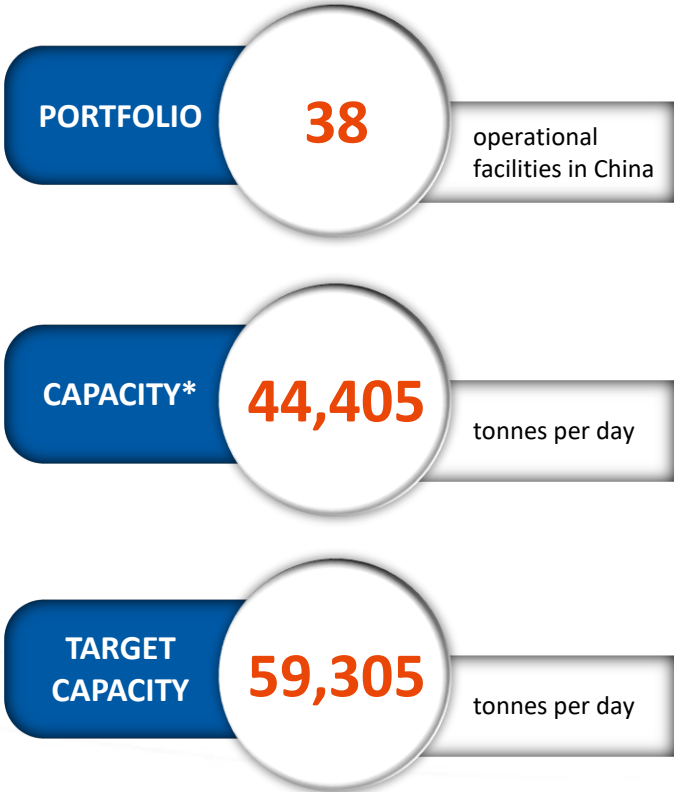 PORTFOLIO
38
operational
facilities in China
CAPACITY*
44,405
tonnes per day
TARGET
CAPACITY
59,305
tonnes per day